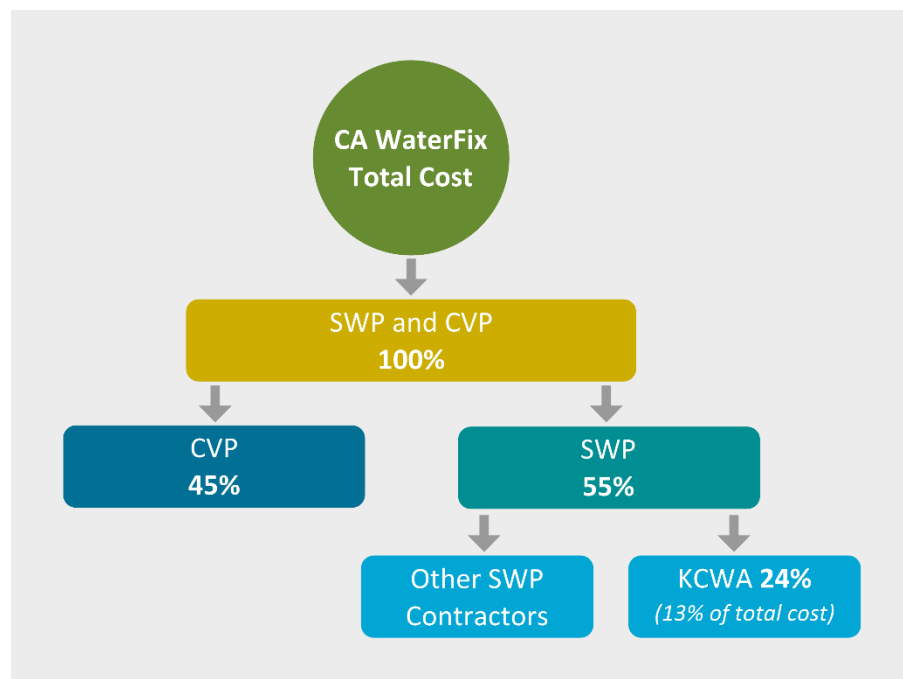 CA WaterFix
Total Cost
SWP and CVP
100%
CVP
45%
SWP
55%
Other SWP
Contractors
KCWA 24%
(13% of total cost)